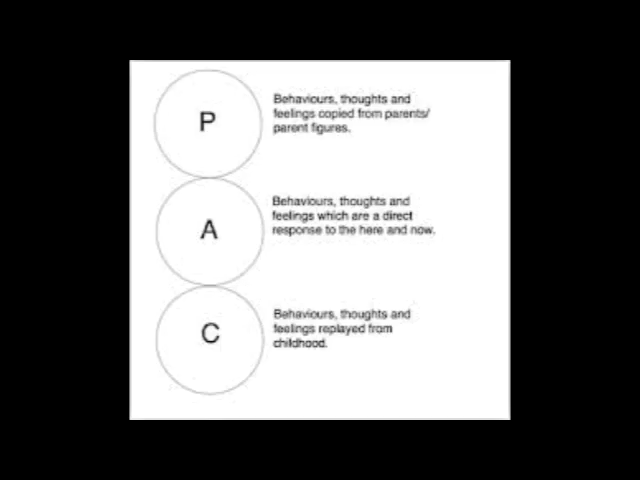 P
Behaviours, thoughts and
feelings copied from parents/
parent figures.
A
Behaviours, thoughts and
feelings which are a direct
response to the here and now.
C
Behaviours, thoughts and
feelings replayed from
childhood.